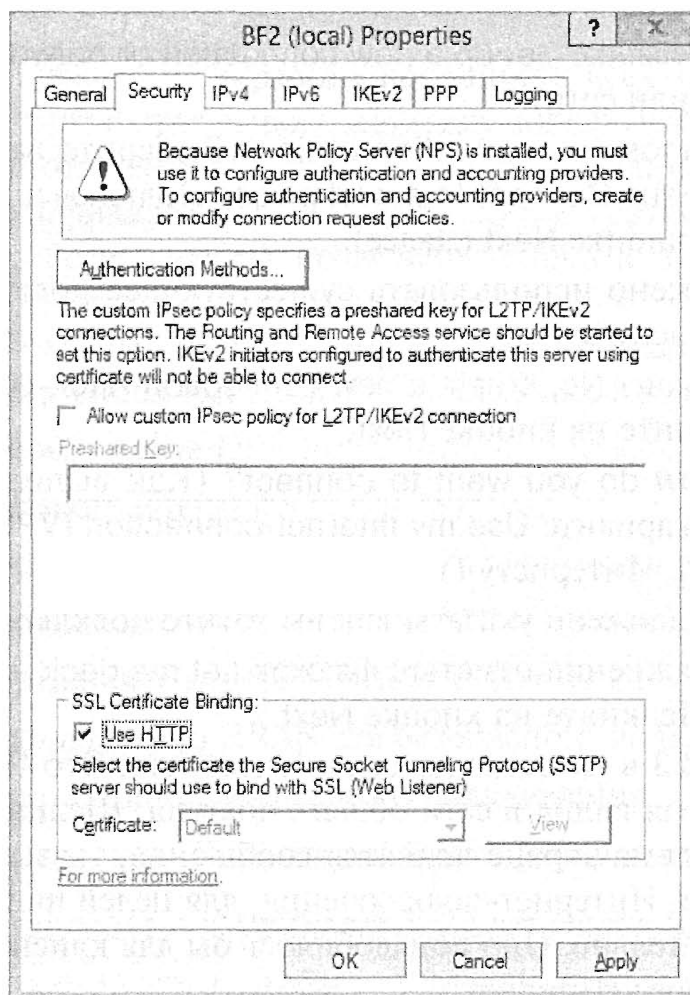 BF2 (local) Properties
?
X
General Security IPv4 IPv6 IKEv2 PPP Logging
Because Network Policy Server (NPS) is installed, you must
use it to configure authentication and accounting providers.
To configure authentication and accounting providers, create
or modify connection request policies.
Authentication Methods...
The custom IPsec policy specifies a preshared key for L2TP/IKEv2
connections. The Routing and Remote Access service should be started to
set this option. IKEv2 initiators configured to authenticate this server using
certificate will not be able to connect.
Allow custom IPsec policy for L2TP/IKEv2 connection
Preshared Key:
SSL Certificate Binding:
Use HTTP
Select the certificate the Secure Socket Tunneling Protocol (SSTP)
server should use to bind with SSL (Web Listener)
Certificate: Default View
For more information.
OK Cancel Apply